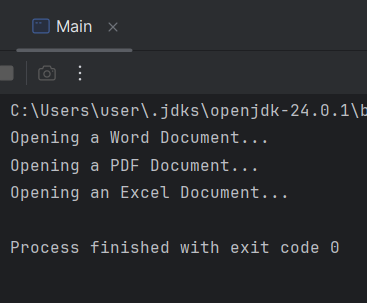 Main
C:\Users\user\.jdks\openjdk-24.0.1\b
Opening a Word Document...
Opening a PDF Document...
Opening an Excel Document...
Process finished with exit code 0